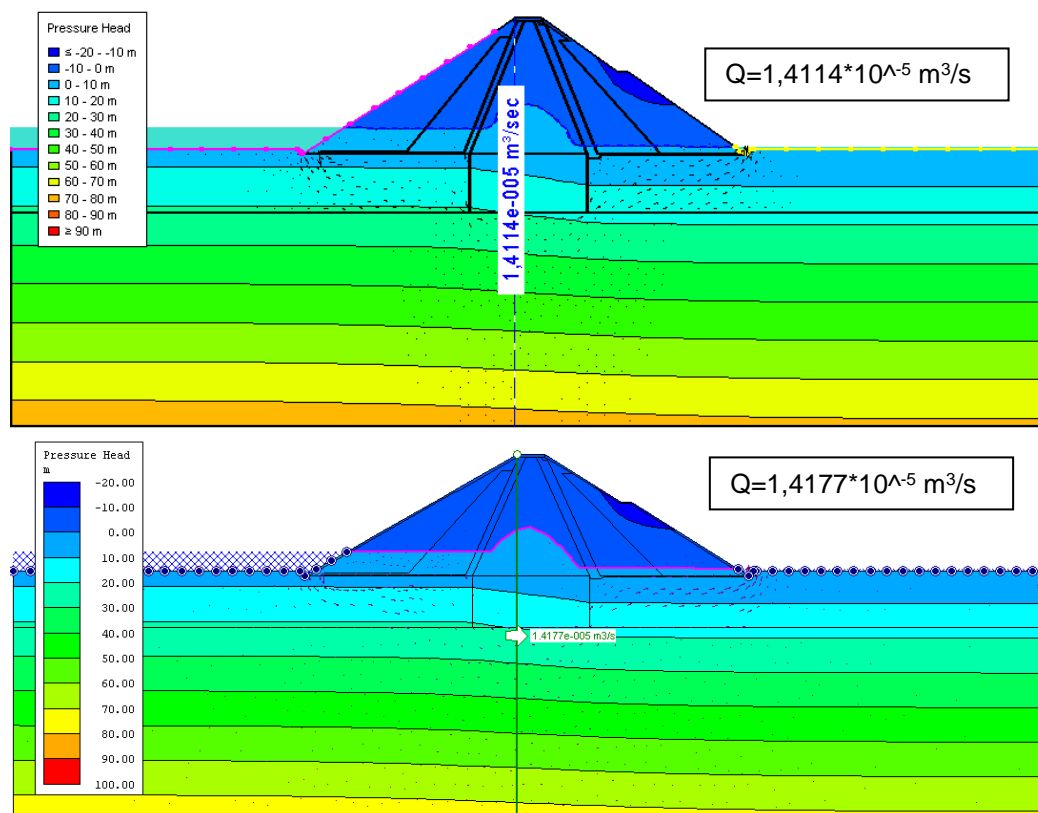 Pressure Head
≤ -20 - -10 m
-10 - 0 m
0 - 10 m
10 - 20 m
20 - 30 m
30 - 40 m
40 - 50 m
50 - 60 m
60 - 70 m
70 - 80 m
80 - 90 m
≥ 90 m
1,4114e-005 m³/sec
Q=1,4114*10^-5 m³/s
Pressure Head
m
-20.00
-10.00
0.00
10.00
20.00
30.00
40.00
50.00
60.00
70.00
80.00
90.00
100.00
Q=1,4177*10^-5 m³/s
1.4177e-005 m3/s